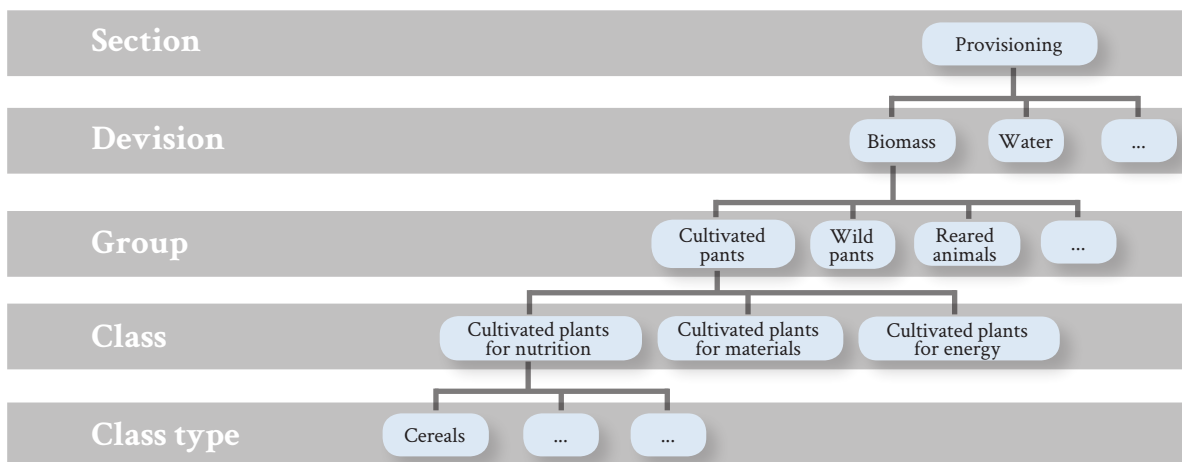 Section
Provisioning
Devision
Biomass
Water
...
Group
Cultivated
pants
Wild
pants
Reared
animals
...
Class
Cultivated plants
for nutrition
Cultivated plants
for materials
Cultivated plants
for energy
Class type
Cereals
...
...